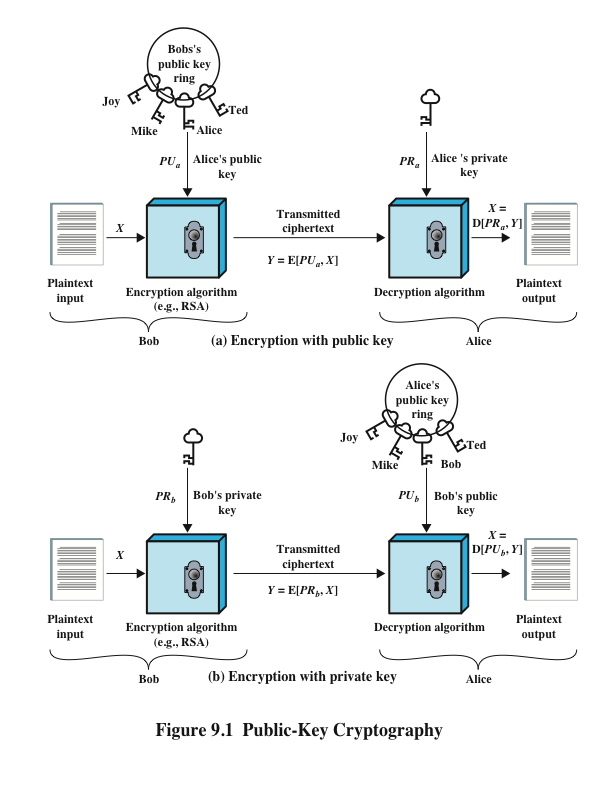 Bobs's
public key
ring
Joy
Mike
Alice
Ted
PUa
Alice's public
key
PRa
Alice 's private
key
X
Transmitted
ciphertext
Y = E[PUa, X]
X =
D[PRa, Y]
Plaintext
input
Encryption algorithm
(e.g., RSA)
Decryption algorithm
Plaintext
output
Bob
(a) Encryption with public key
Alice
Alice's
public key
ring
Joy
Mike
Bob
Ted
PRb
Bob's private
key
PUb
Bob's public
key
X
Transmitted
ciphertext
Y = E[PRb, X]
X =
D[PUb, Y]
Plaintext
input
Encryption algorithm
(e.g., RSA)
Decryption algorithm
Plaintext
output
Bob
(b) Encryption with private key
Alice
Figure 9.1 Public-Key Cryptography